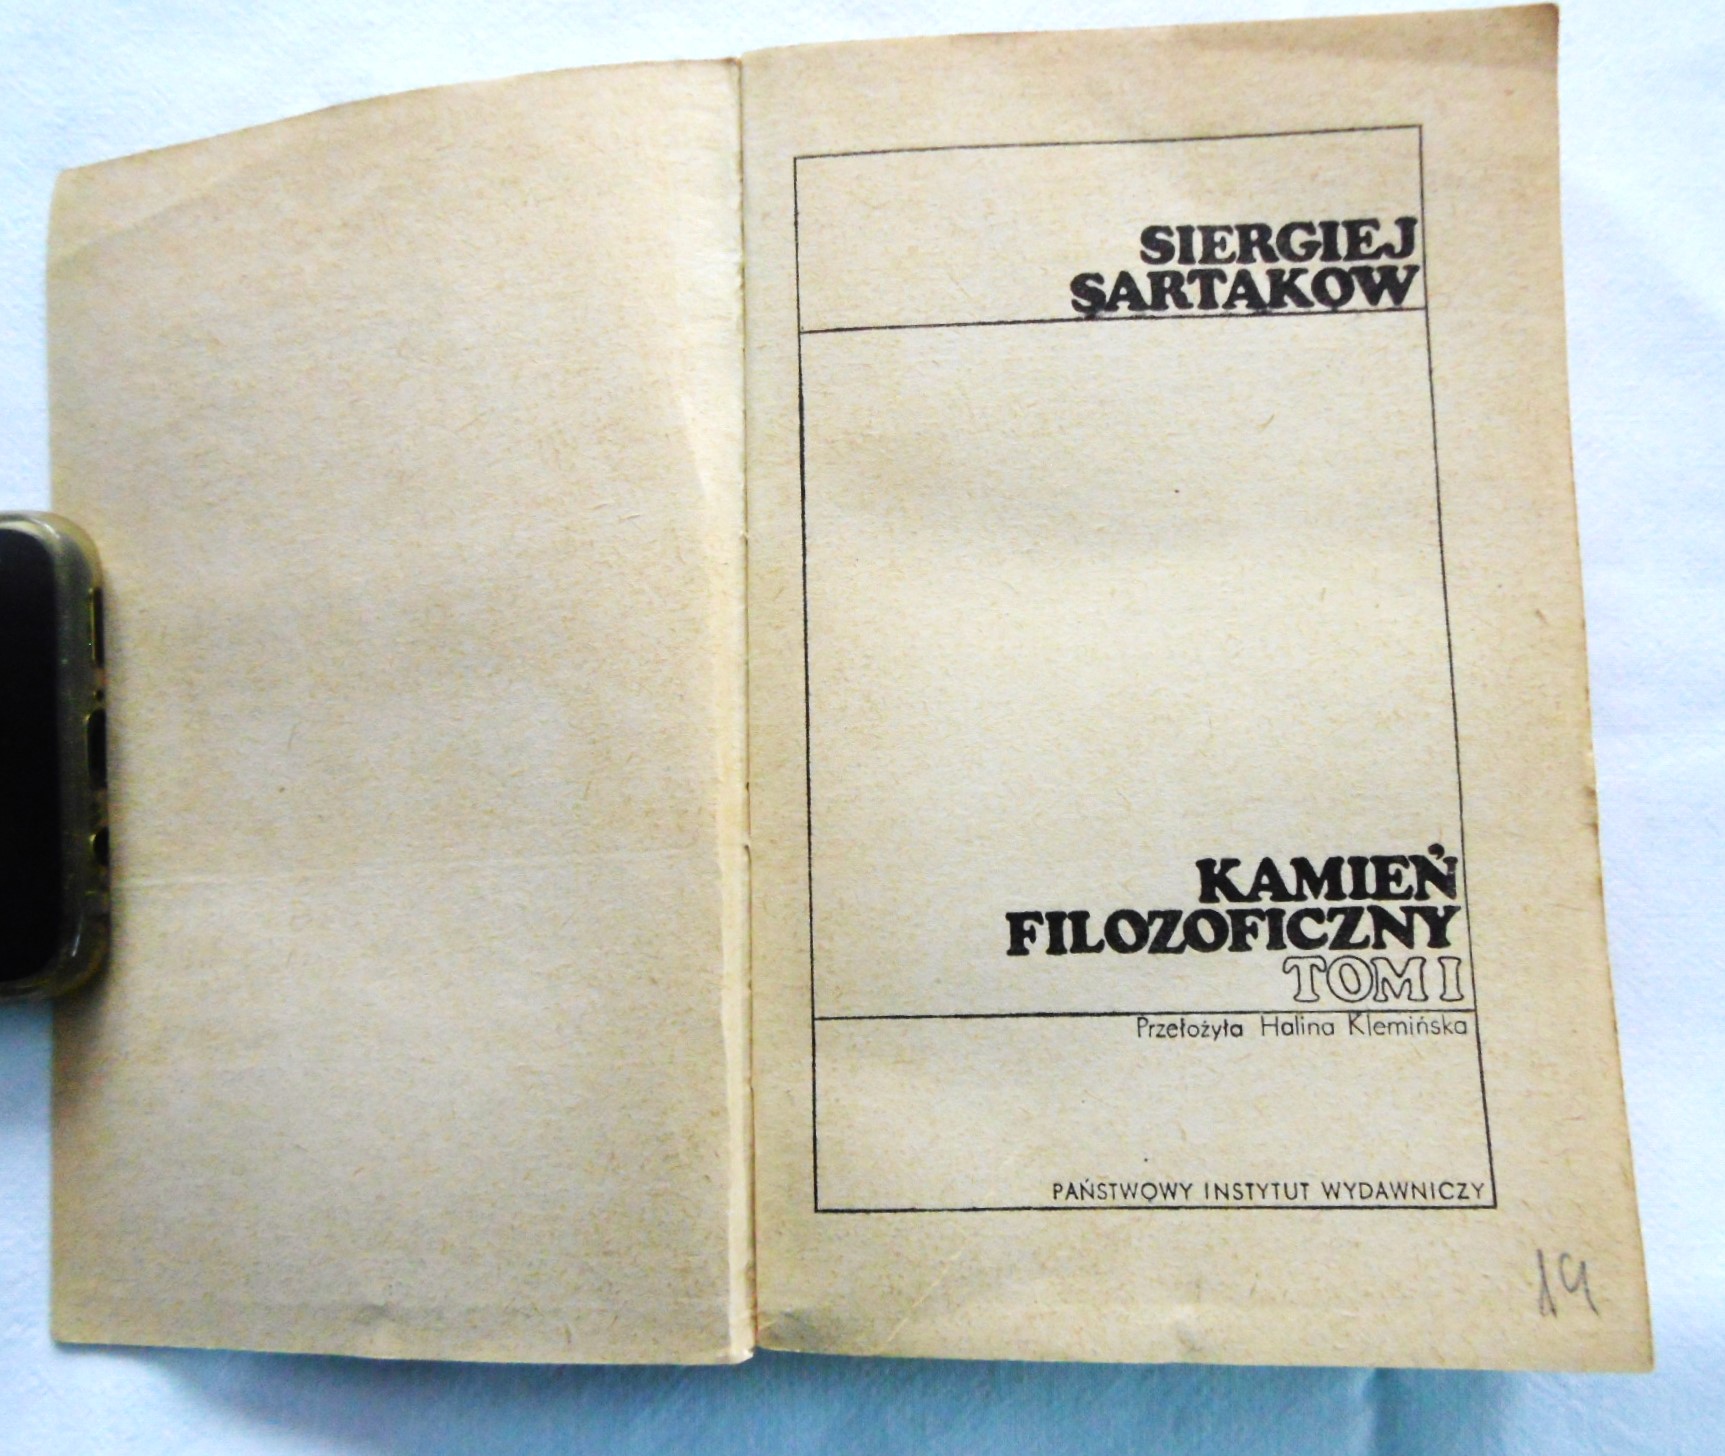 SIERGIEJ
SARTAKOW
KAMIEŃ
FILOZOFICZNY
TOM I
Przełożyła Halina Klemińska
PAŃSTWOWY INSTYTUT WYDAWNICZY
19